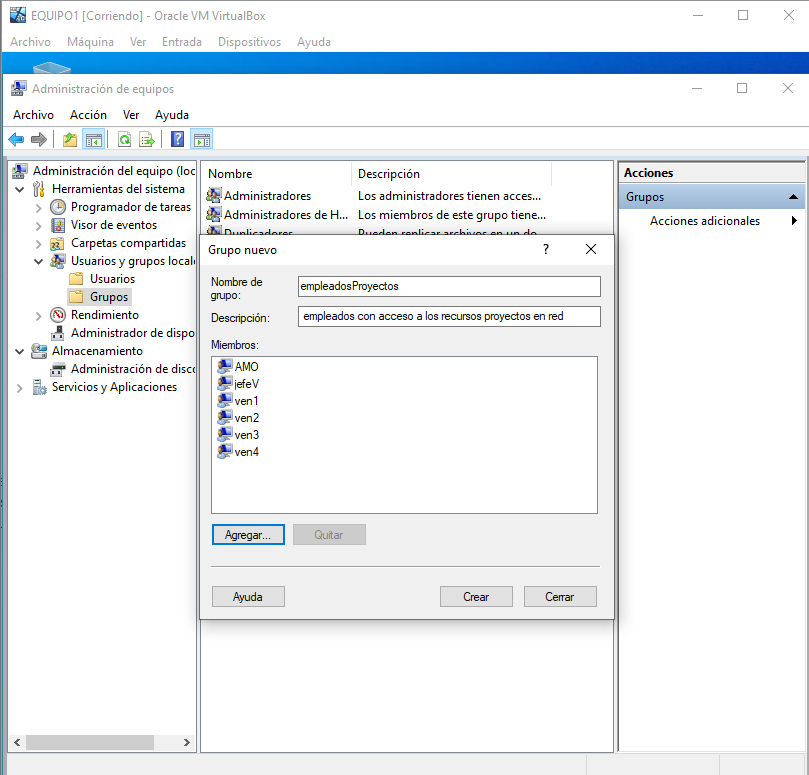 EQUIPO1 [Corriendo] - Oracle VM VirtualBox
Archivo Máquina Ver Entrada Dispositivos Ayuda
Administración de equipos
Archivo Acción Ver Ayuda
Administración del equipo (loc
Herramientas del sistema
Programador de tareas
Visor de eventos
Carpetas compartidas
Usuarios y grupos locale
Usuarios
Grupos
Rendimiento
Administrador de dispo
Almacenamiento
Administración de disco
Servicios y Aplicaciones
Nombre Descripción
Administradores Los administradores tienen acces...
Administradores de H... Los miembros de este grupo tiene...
Duplicadores Pueden replicar archivos en un do
Acciones
Grupos
Acciones adicionales
Grupo nuevo
?
Nombre de grupo:
empleadosProyectos
Descripción:
empleados con acceso a los recursos proyectos en red
Miembros:
AMO
jefeV
ven1
ven2
ven3
ven4
Agregar... Quitar
Ayuda Crear Cerrar